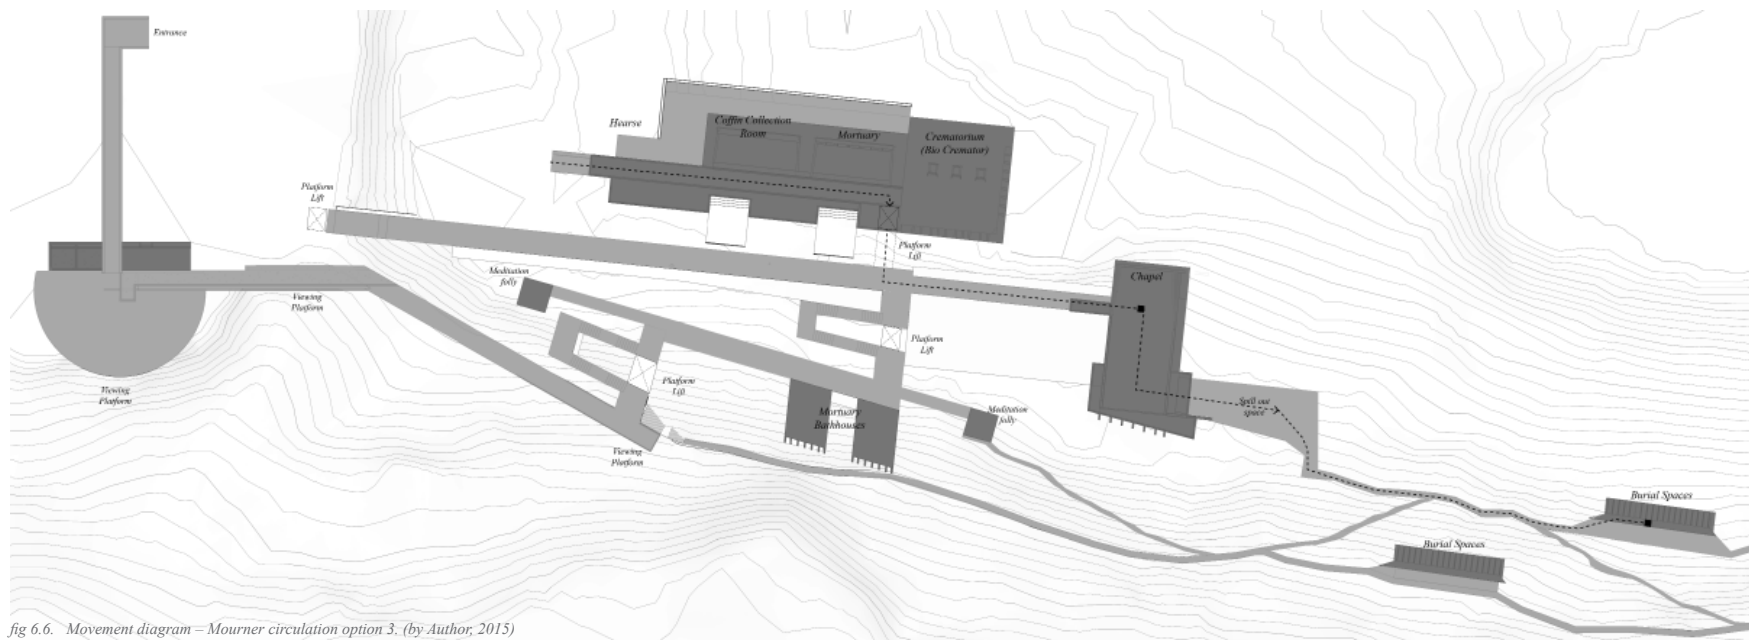 Entrance
Hearse
Coffin Collection
Room
Mortuary
Crematorium
(Bio Cremator)
Platform
Lift
Platform
Lift
Meditation
folly
Viewing
Platform
Chapel
Platform
Lift
Platform
Lift
Viewing
Platform
Mortuary
Bathhouses
Meditation
folly
Spill out
space
Viewing
Platform
Burial Spaces
Burial Spaces
fig 6.6. Movement diagram – Mourner circulation option 3. (by Author, 2015)